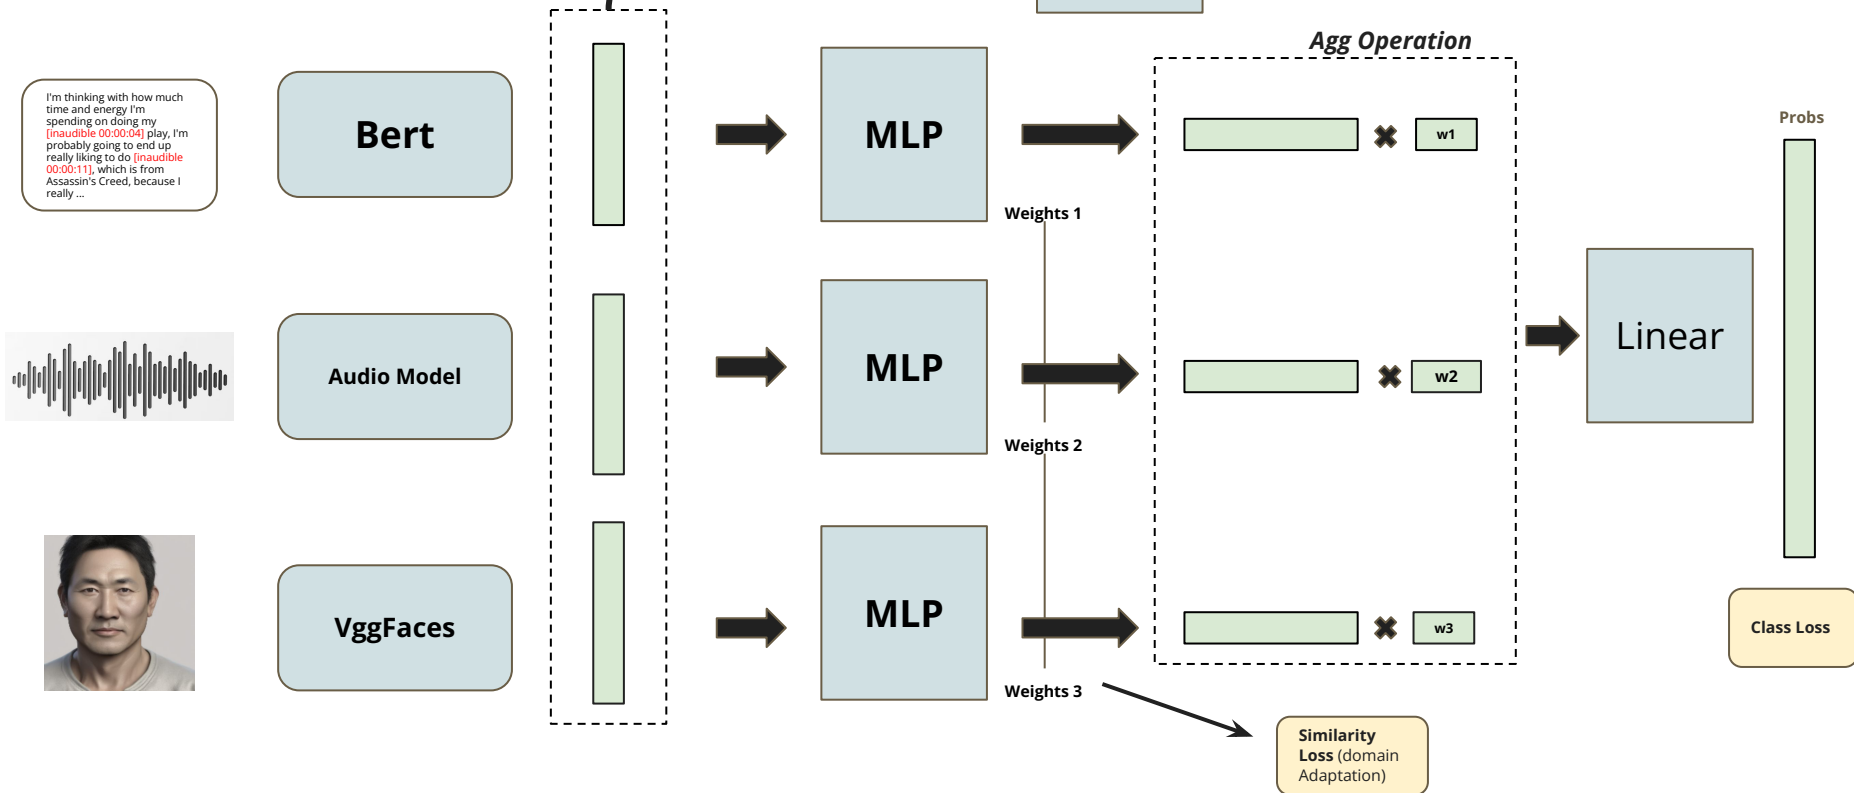 Agg Operation
I'm thinking with how much
time and energy I'm
spending on doing my
[inaudible 00:00:04] play, I'm
probably going to end up
really liking to do [inaudible
00:00:11], which is from
Assassin's Creed, because I
really ...
Bert
MLP
w1
Probs
Weights 1
Audio Model
MLP
w2
Linear
Weights 2
VggFaces
MLP
w3
Class Loss
Weights 3
Similarity
Loss (domain
Adaptation)